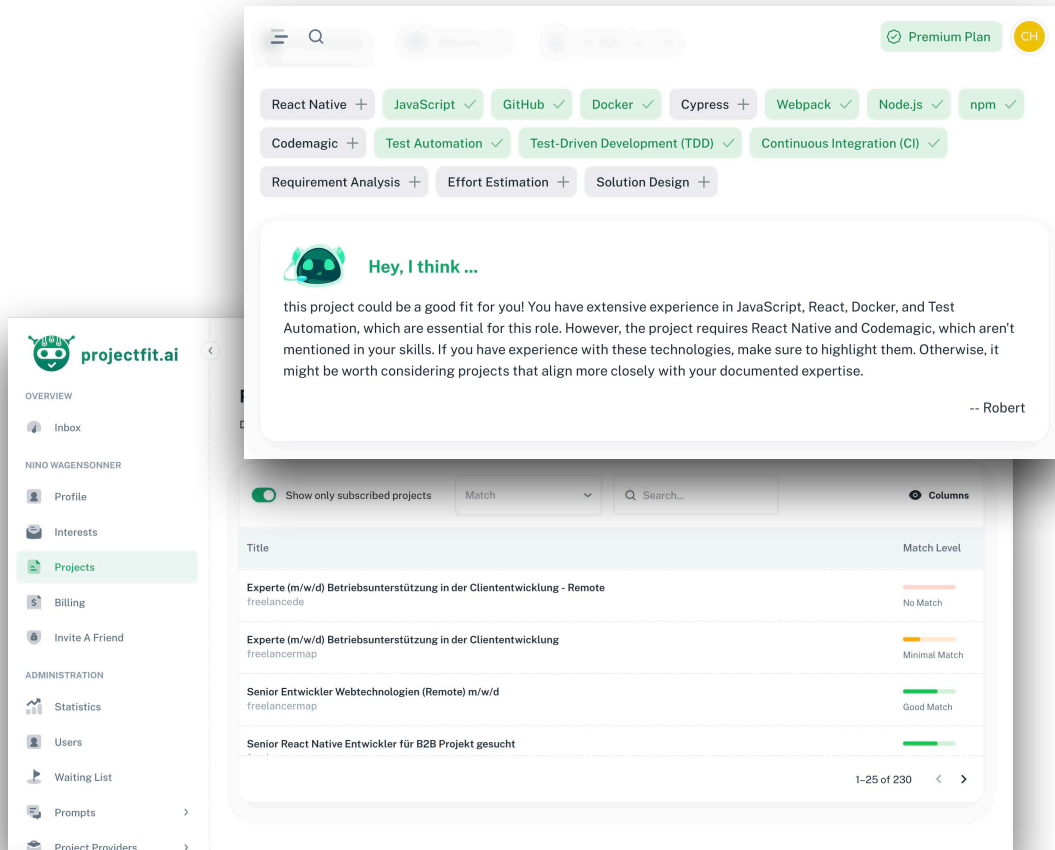 Premium Plan
CH
React Native
JavaScript
GitHub
Docker
Cypress
Webpack
Node.js
npm
Codemagic
Test Automation
Test-Driven Development (TDD)
Continuous Integration (CI)
Requirement Analysis
Effort Estimation
Solution Design
Hey, I think ...
this project could be a good fit for you! You have extensive experience in JavaScript, React, Docker, and Test
Automation, which are essential for this role. However, the project requires React Native and Codemagic, which aren't
mentioned in your skills. If you have experience with these technologies, make sure to highlight them. Otherwise, it
might be worth considering projects that align more closely with your documented expertise.
-- Robert
projectfit.ai
OVERVIEW
Inbox
NINO WAGENSONNER
Profile
Interests
Projects
Billing
Invite A Friend
ADMINISTRATION
Statistics
Users
Waiting List
Prompts
Project Providers
Show only subscribed projects
Match
Search...
Columns
Title
Match Level
Experte (m/w/d) Betriebsunterstützung in der Cliententwicklung - Remote
freelancede
No Match
Experte (m/w/d) Betriebsunterstützung in der Cliententwicklung
freelancermap
Minimal Match
Senior Entwickler Webtechnologien (Remote) m/w/d
freelancermap
Good Match
Senior React Native Entwickler für B2B Projekt gesucht
1–25 of 230